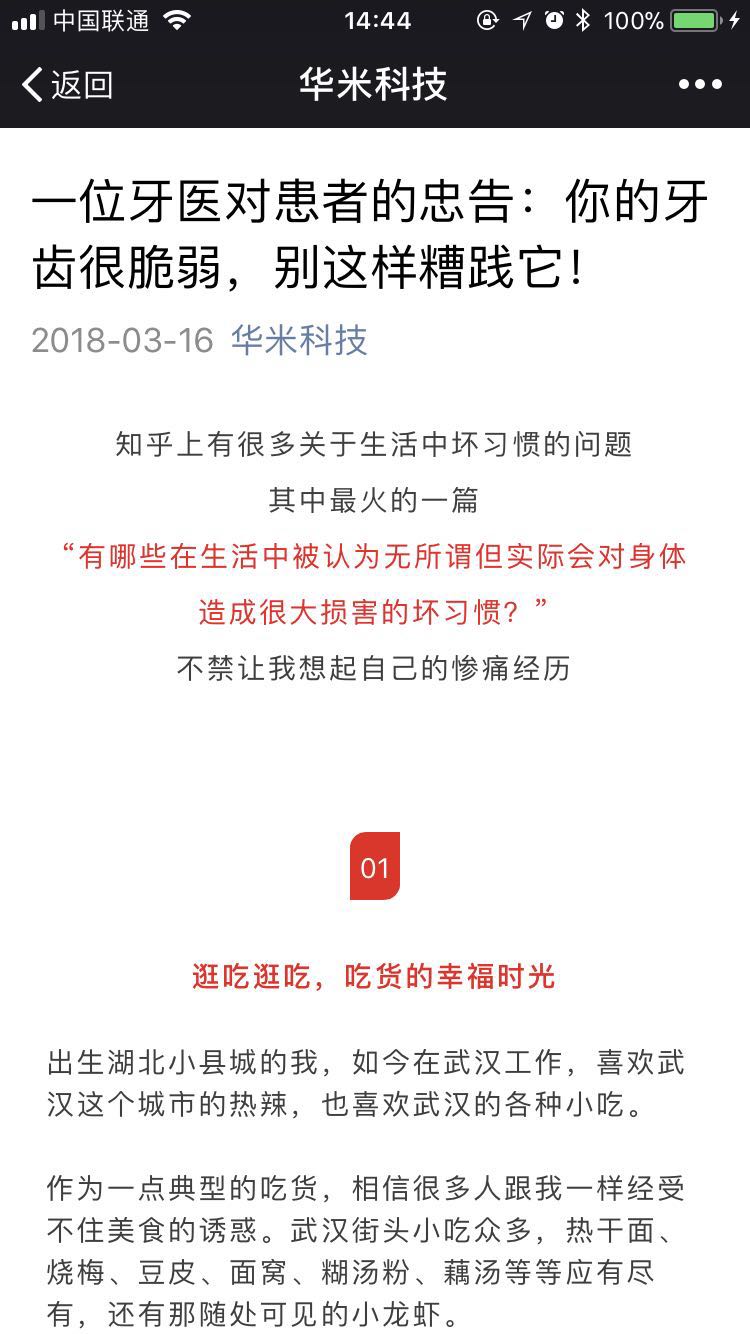 中国联通 14:44 100%
返回 华米科技
一位牙医对患者的忠告：你的牙
齿很脆弱，别这样糟践它！
2018-03-16 华米科技
知乎上有很多关于生活中坏习惯的问题
其中最火的一篇
“有哪些在生活中被认为无所谓但实际会对身体
造成很大损害的坏习惯？”
不禁让我想起自己的惨痛经历
01
逛吃逛吃，吃货的幸福时光
出生湖北小县城的我，如今在武汉工作，喜欢武
汉这个城市的热辣，也喜欢武汉的各种小吃。
作为一点典型的吃货，相信很多人跟我一样经受
不住美食的诱惑。武汉街头小吃众多，热干面、
烧梅、豆皮、面窝、糊汤粉、藕汤等等应有尽
有，还有那随处可见的小龙虾。